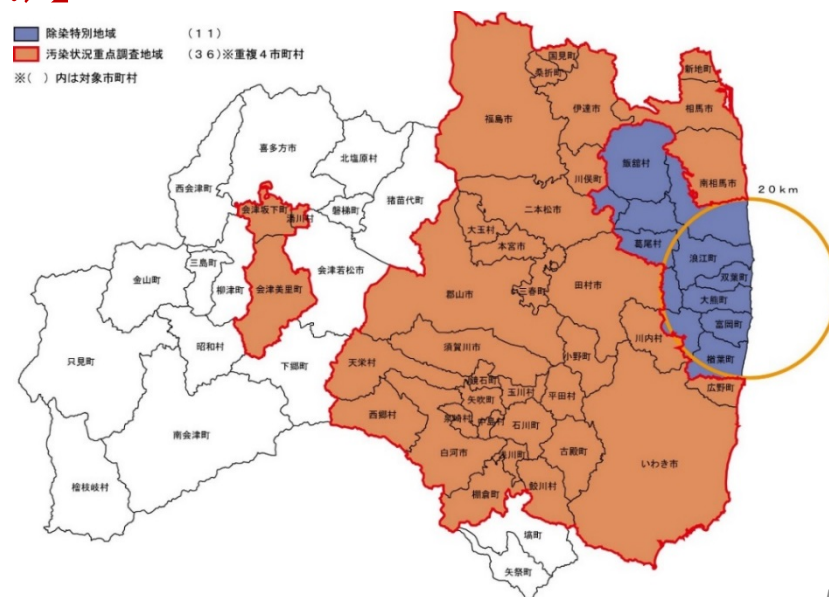 除染特別地域 (11)
汚染状況重点調査地域 (36)※重複4市町村
※( )内は対象市町村
国見町
桑折町
新地町
福島市
伊達市
相馬市
喜多方市
北塩原村
飯舘村
川俣町
南相馬市
西会津町
猪苗代町
20km
会津坂下町
湯川村
磐梯町
二本松市
大玉村
本宮市
葛尾村
浪江町
三島町
会津若松市
双葉町
金山町
柳津町
会津美里町
郡山市
三春町
田村市
大熊町
富岡町
昭和村
須賀川市
川内村
只見町
下郷町
天栄村
小野町
楢葉町
鏡石町
広野町
矢吹町
玉川村
平田村
西郷村
泉崎村
中島村
石川町
南会津町
白河市
浅川町
古殿町
いわき市
檜枝岐村
棚倉町
鮫川村
塙町
矢祭町